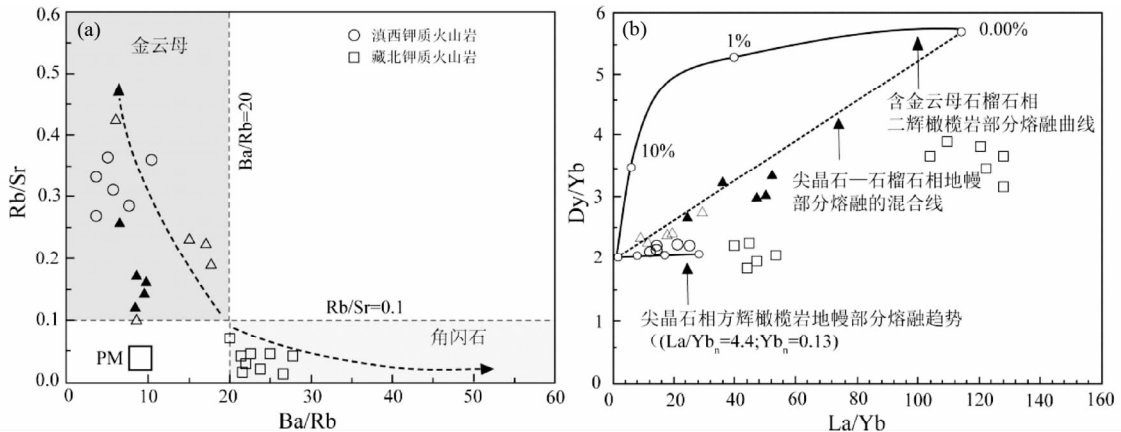 (a)
金云母
滇西钾质火山岩
藏北钾质火山岩
Ba/Rb=20
Rb/Sr=0.1
角闪石
PM
0.6
0.5
0.4
0.3
0.2
0.1
0.0
Rb/Sr
0
10
20
30
40
50
60
Ba/Rb
(b)
1%
0.00%
10%
含金云母石榴石相
二辉橄榄岩部分熔融曲线
尖晶石—石榴石相地幔
部分熔融的混合线
尖晶石相方辉橄榄岩地幔部分熔融趋势
((La/Ybn=4.4;Ybn=0.13)
6
5
4
3
2
1
0
Dy/Yb
0
20
40
60
80
100
120
140
160
La/Yb